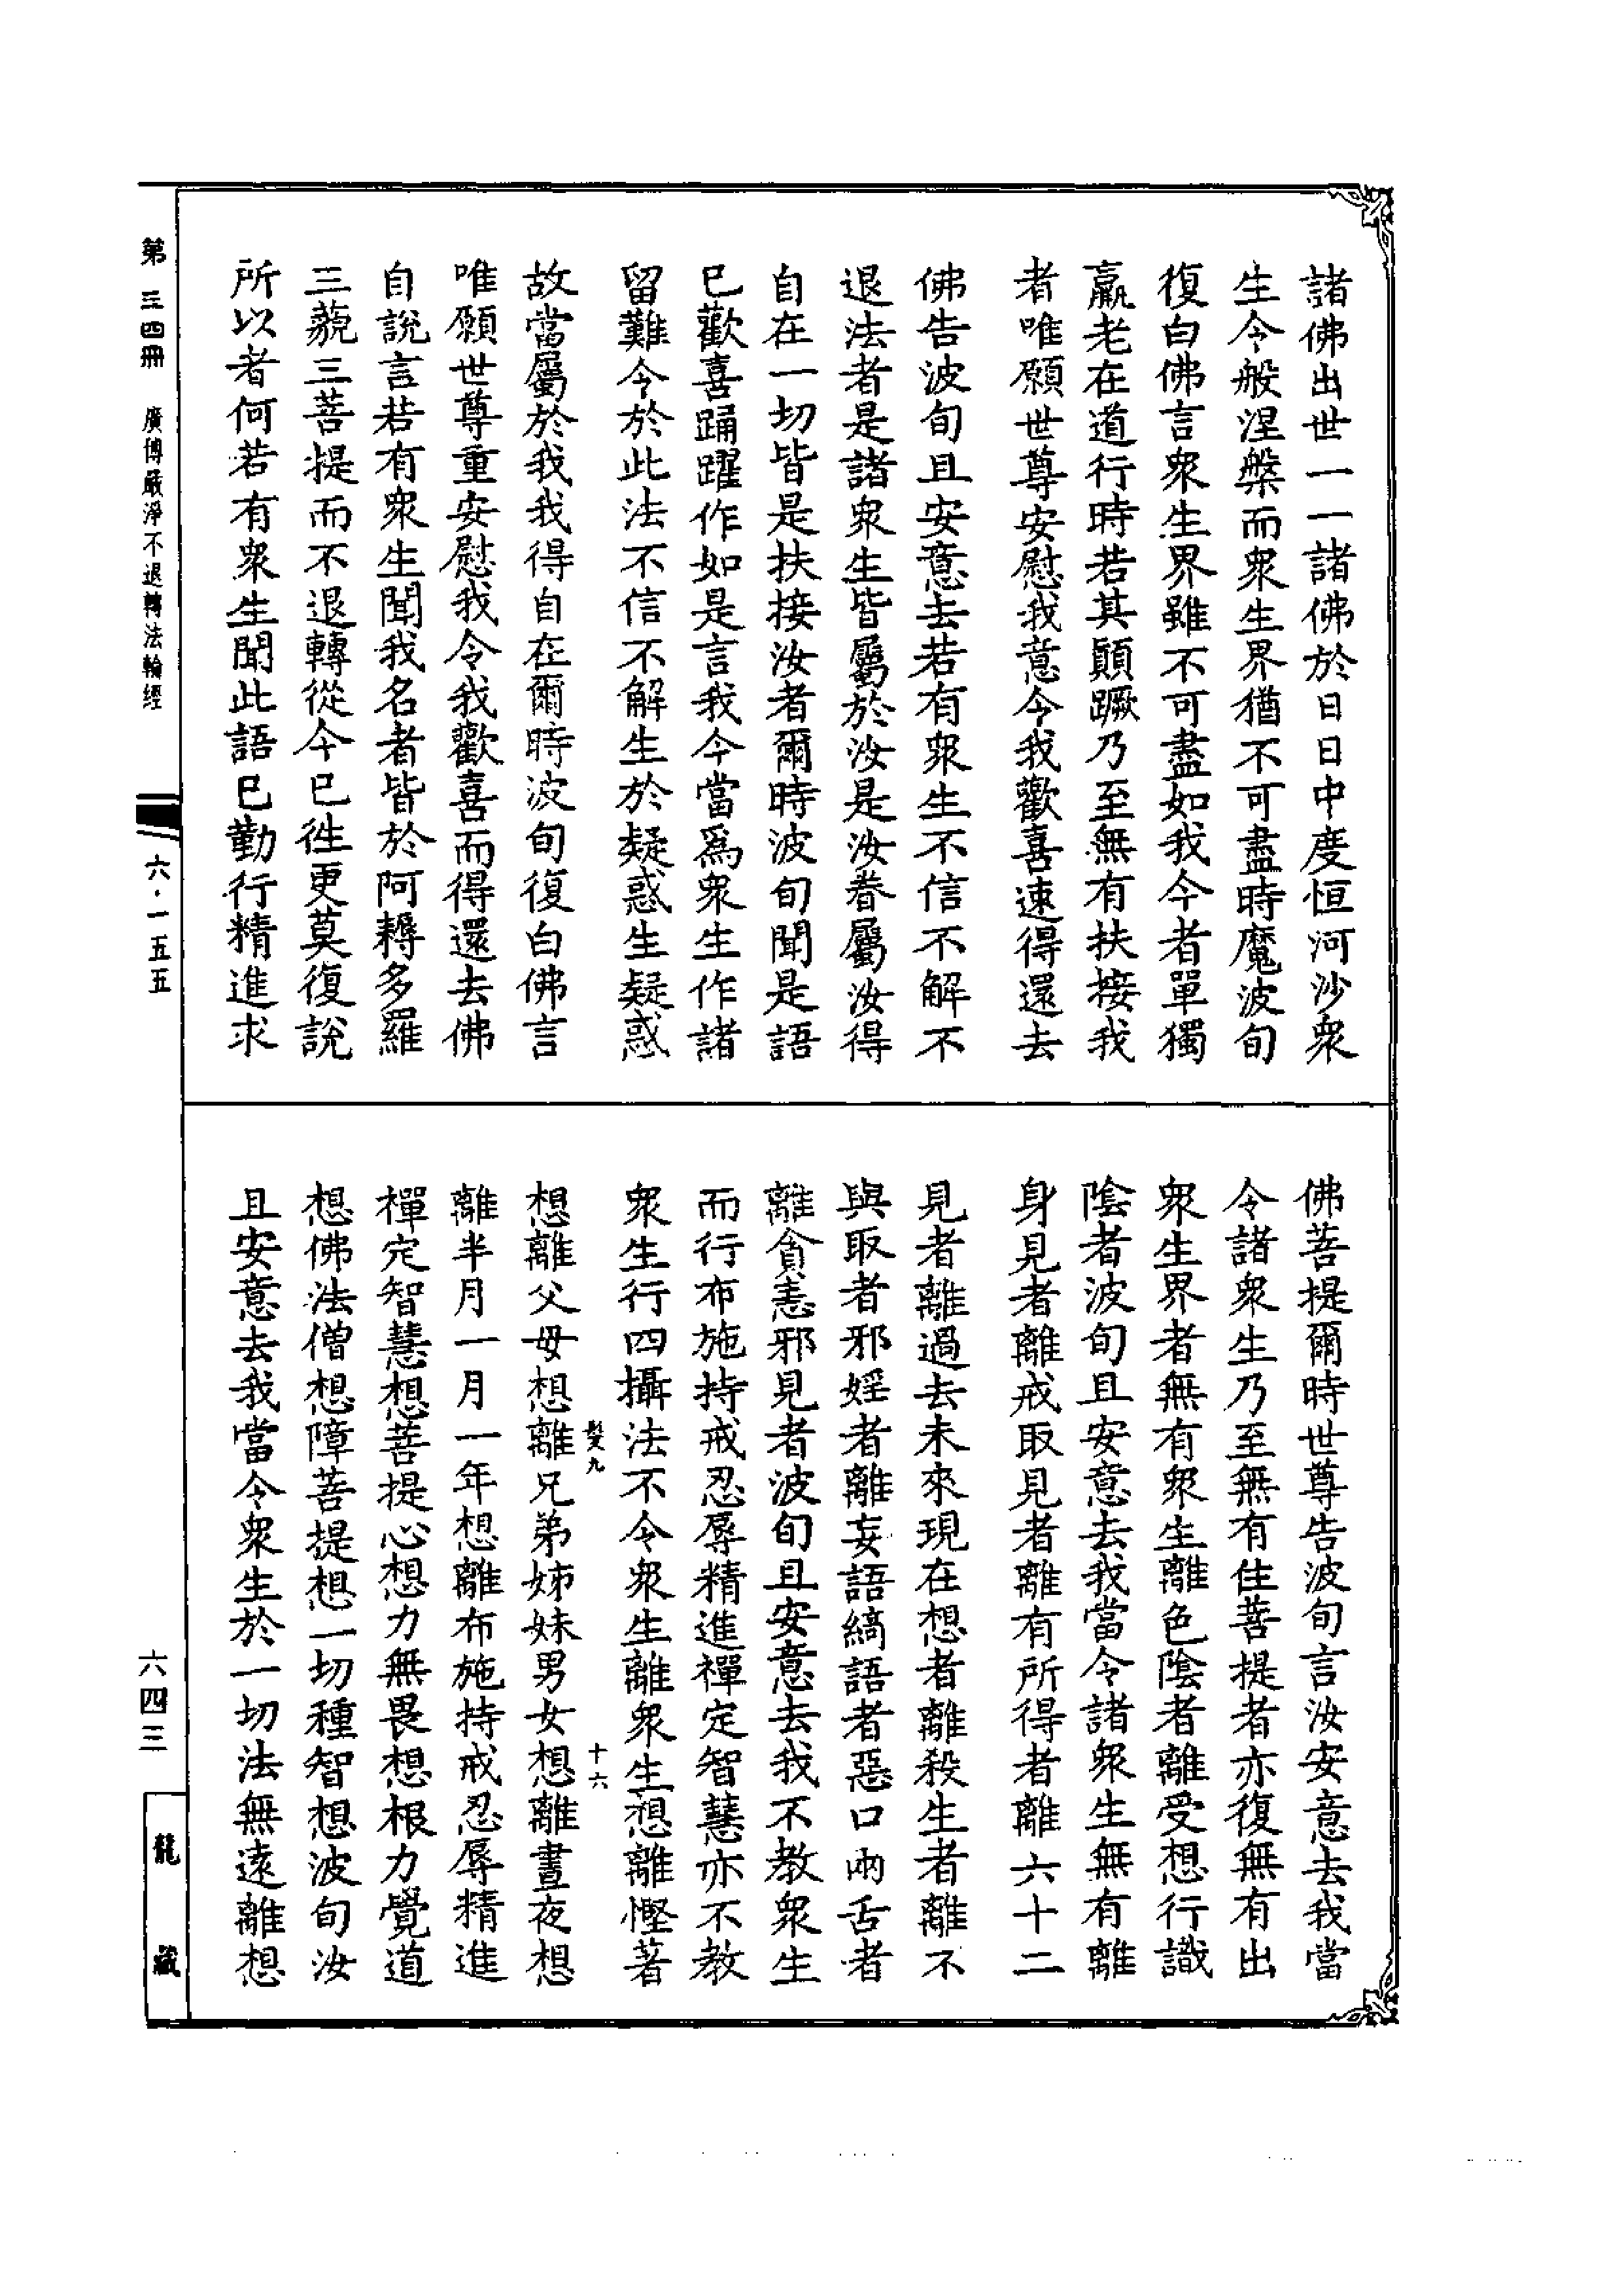 諸佛出世一一諸佛於日日中度恒河沙衆
生令般涅槃而衆生界猶不可盡時魔波旬
復白佛言衆生界雖不可盡如我今者單獨
羸老在道行時若其顛蹶乃至無有扶接我
者唯願世尊安慰我意令我歡喜速得還去
佛告波旬且安意去若有衆生不信不解不
退法者是諸衆生皆屬於汝是汝眷屬汝得
自在一切皆是扶接汝者爾時波旬聞是語
已歡喜踊躍作如是言我今當爲衆生作諸
留難令於此法不信不解生於疑惑生疑惑
故當屬於我我得自在爾時波旬復白佛言
唯願世尊重安慰我令我歡喜而得還去佛
自說言若有衆生聞我名者皆於阿耨多羅
三藐三菩提而不退轉從今已徃更莫復說
所以者何若有衆生聞此語已勤行精進求
佛菩提爾時世尊告波旬言汝安意去我當
令諸衆生乃至無有住菩提者亦復無有出
衆生界者無有衆生離色陰者離受想行識
陰者波旬且安意去我當令諸衆生無有離
身見者離戒取見者離有所得者離六十二
見者離過去未來現在想者離殺生者離不
與取者邪婬者離妄語綺語者惡口兩舌者
離貪恚邪見者波旬且安意去我不教衆生
而行布施持戒忍辱精進禪定智慧亦不教
衆生行四攝法不令衆生離衆生想離慳著
想離父母想離兄弟姊妹男女想離晝夜想
髮九
十六
離半月一月一年想離布施持戒忍辱精進
禪定智慧想菩提心想力無畏想根力覺道
想佛法僧想障菩提想一切種智想波旬汝
且安意去我當令衆生於一切法無遠離想
第三四冊 廣博嚴淨不退轉法輪經
六·一五五
六四三
龍藏